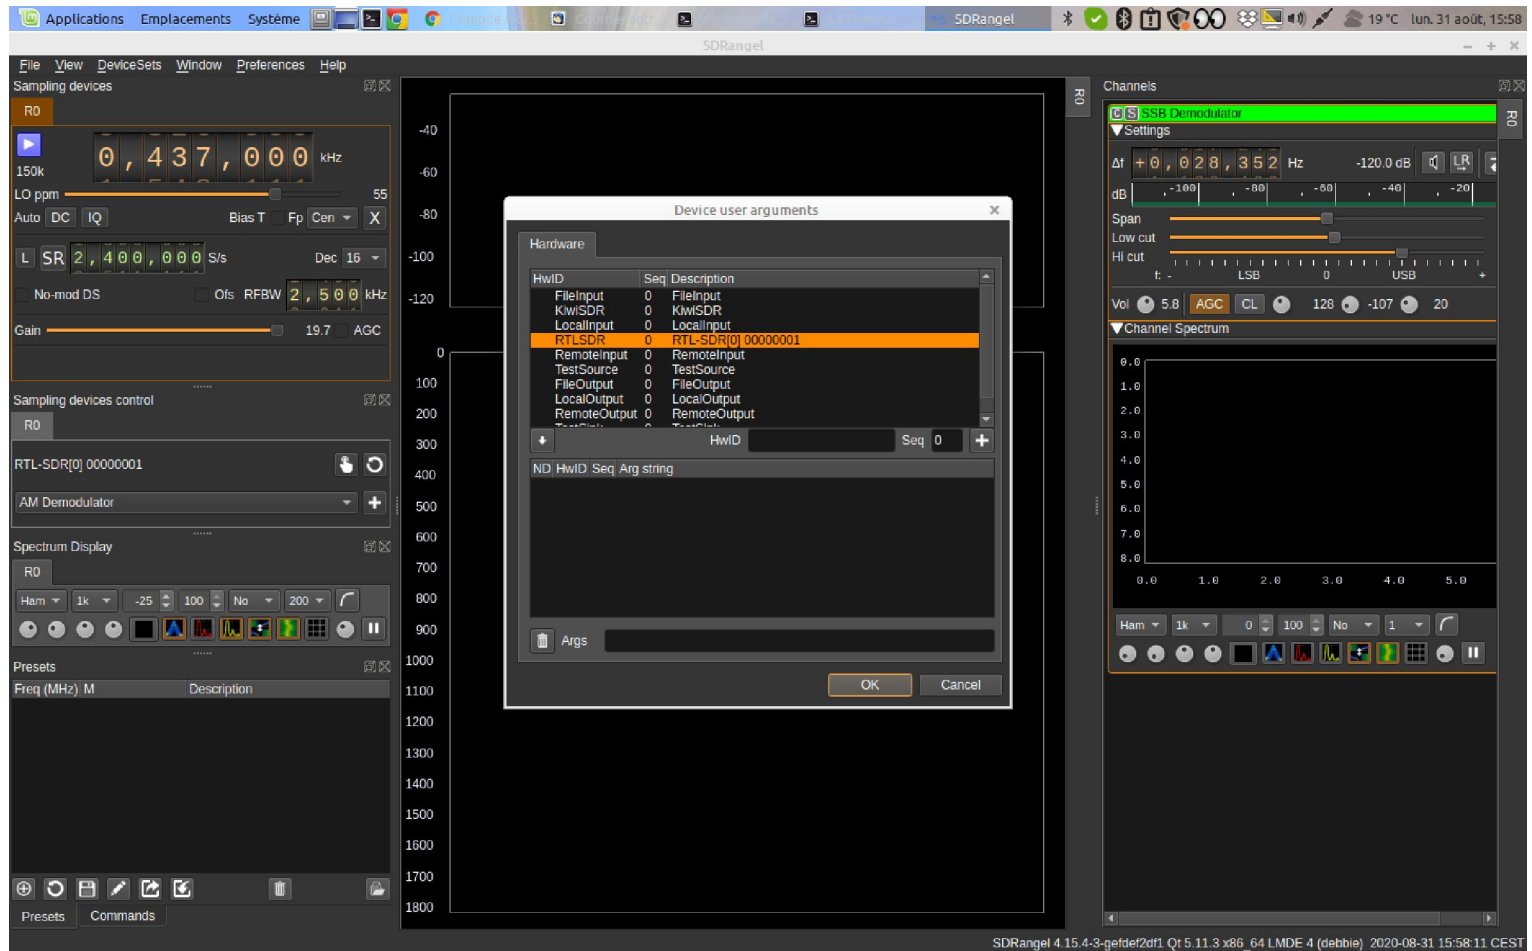 Applications Emplacements Système SDRangel 19 °C lun. 31 août, 15:58
SDRangel
File View DeviceSets Window Preferences Help
Sampling devices
R0
0,437,000 kHz
150k
LO ppm 55
Auto DC IQ Bias T Fp Cen X
L SR 2,400,000 S/s Dec 16
No-mod DS Ofs RFBW 2,500 kHz
Gain 19.7 AGC
Sampling devices control
R0
RTL-SDR[0] 00000001
AM Demodulator
Spectrum Display
R0
Ham 1k -25 100 No 200
Presets
Freq (MHz) M Description
Presets Commands
-40
-60
-80
-100
-120
0
100
200
300
400
500
600
700
800
900
1000
1100
1200
1300
1400
1500
1600
1700
1800
R0
Device user arguments
Hardware
HwID Seq Description
FileInput 0 FileInput
KiwiSDR 0 KiwiSDR
LocalInput 0 LocalInput
RTLSDR 0 RTL-SDR[0] 00000001
RemoteInput 0 RemoteInput
TestSource 0 TestSource
FileOutput 0 FileOutput
LocalOutput 0 LocalOutput
RemoteOutput 0 RemoteOutput
TestSink 0 TestSink
HwID Seq 0
ND HwID Seq Arg string
Args
OK Cancel
Channels
R0
C S SSB Demodulator
Settings
Δf +0,028,352 Hz -120.0 dB LR
dB -100 -80 -60 -40 -20
Span
Low cut
Hi cut
f: - LSB 0 USB +
Vol 5.8 AGC CL 128 -107 20
Channel Spectrum
0.0
1.0
2.0
3.0
4.0
5.0
6.0
7.0
8.0
0.0 1.0 2.0 3.0 4.0 5.0
Ham 1k 0 100 No 1
SDRangel 4.15.4-3-gefdef2df1 Qt 5.11.3 x86_64 LMDE 4 (debbie) 2020-08-31 15:58:11 CEST